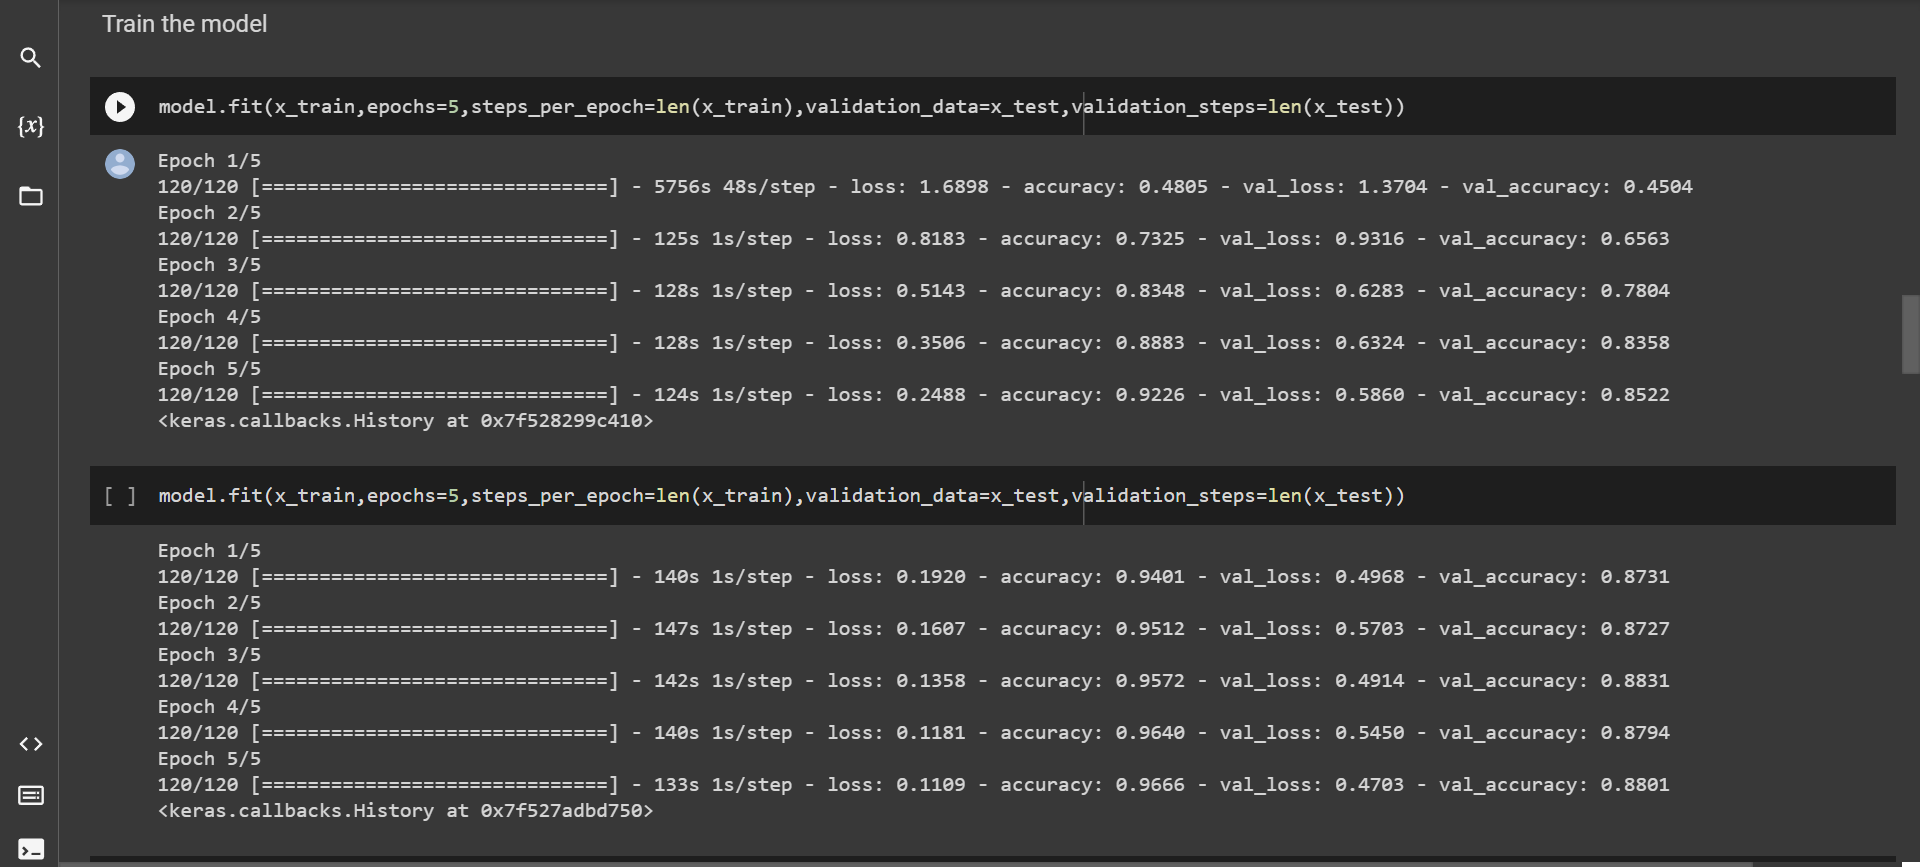 Train the model
{x}
model.fit(x_train,epochs=5,steps_per_epoch=len(x_train),validation_data=x_test,validation_steps=len(x_test))
Epoch 1/5
120/120 [==============================] - 5756s 48s/step - loss: 1.6898 - accuracy: 0.4805 - val_loss: 1.3704 - val_accuracy: 0.4504
Epoch 2/5
120/120 [==============================] - 125s 1s/step - loss: 0.8183 - accuracy: 0.7325 - val_loss: 0.9316 - val_accuracy: 0.6563
Epoch 3/5
120/120 [==============================] - 128s 1s/step - loss: 0.5143 - accuracy: 0.8348 - val_loss: 0.6283 - val_accuracy: 0.7804
Epoch 4/5
120/120 [==============================] - 128s 1s/step - loss: 0.3506 - accuracy: 0.8883 - val_loss: 0.6324 - val_accuracy: 0.8358
Epoch 5/5
120/120 [==============================] - 124s 1s/step - loss: 0.2488 - accuracy: 0.9226 - val_loss: 0.5860 - val_accuracy: 0.8522
<keras.callbacks.History at 0x7f528299c410>
[ ] model.fit(x_train,epochs=5,steps_per_epoch=len(x_train),validation_data=x_test,validation_steps=len(x_test))
Epoch 1/5
120/120 [==============================] - 140s 1s/step - loss: 0.1920 - accuracy: 0.9401 - val_loss: 0.4968 - val_accuracy: 0.8731
Epoch 2/5
120/120 [==============================] - 147s 1s/step - loss: 0.1607 - accuracy: 0.9512 - val_loss: 0.5703 - val_accuracy: 0.8727
Epoch 3/5
120/120 [==============================] - 142s 1s/step - loss: 0.1358 - accuracy: 0.9572 - val_loss: 0.4914 - val_accuracy: 0.8831
Epoch 4/5
120/120 [==============================] - 140s 1s/step - loss: 0.1181 - accuracy: 0.9640 - val_loss: 0.5450 - val_accuracy: 0.8794
Epoch 5/5
120/120 [==============================] - 133s 1s/step - loss: 0.1109 - accuracy: 0.9666 - val_loss: 0.4703 - val_accuracy: 0.8801
<keras.callbacks.History at 0x7f527adbd750>